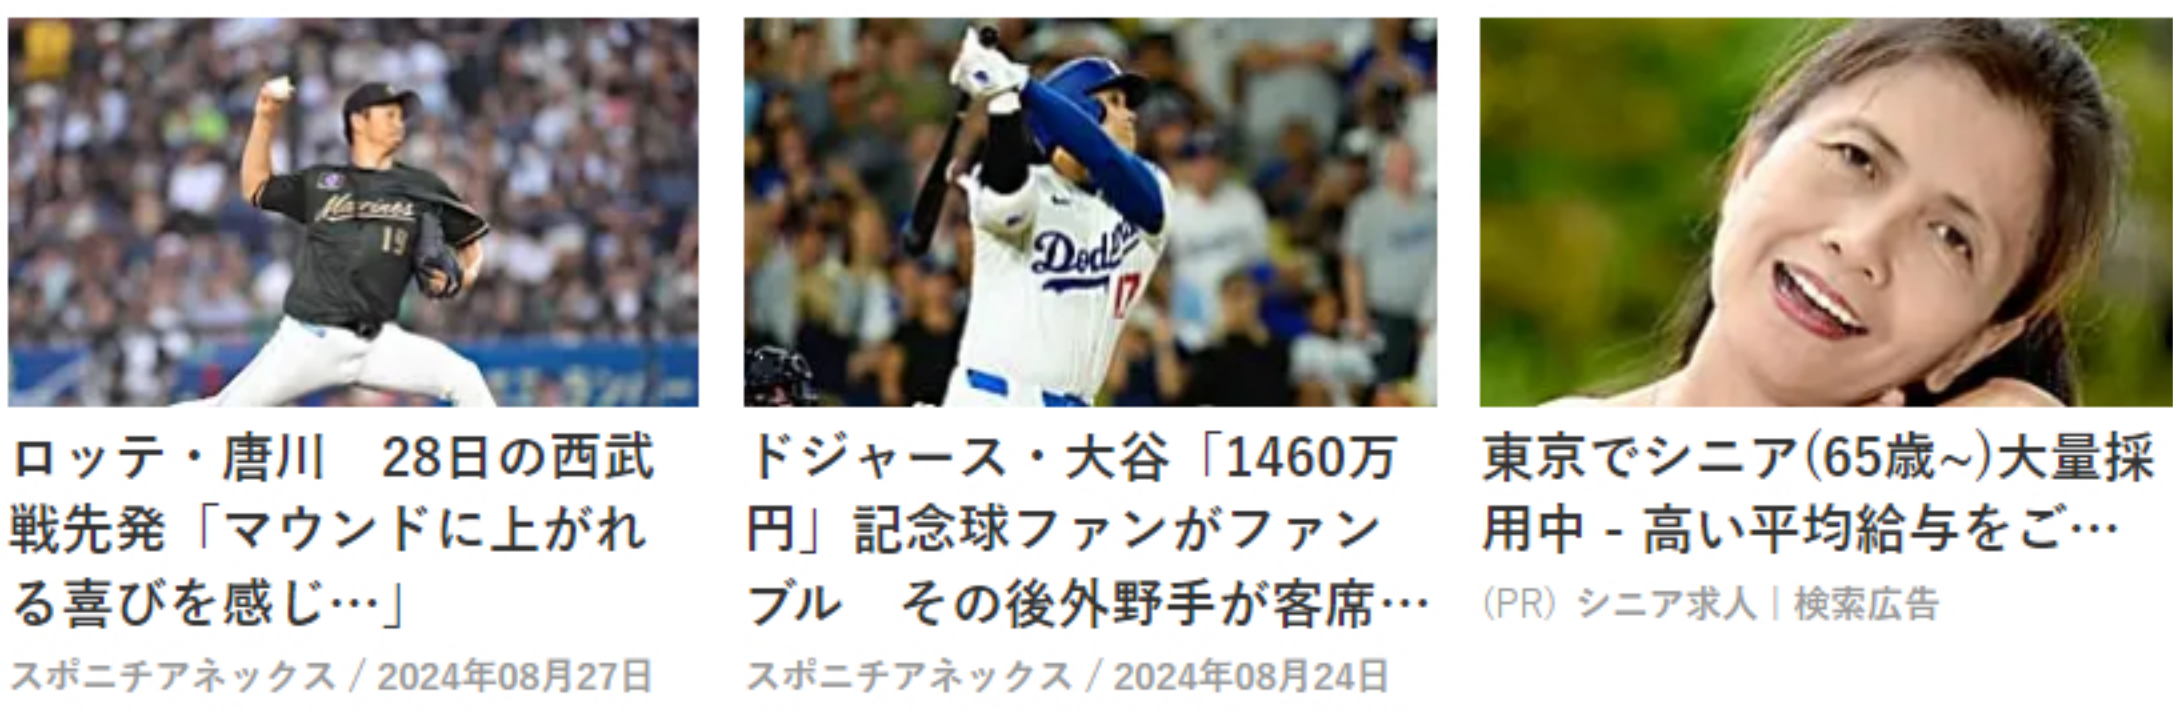 Marines
19
Dodgers
17
ロッテ・唐川　28日の西武
戦先発「マウンドに上がれ
る喜びを感じ…」
スポニチアネックス / 2024年08月27日
ドジャース・大谷「1460万
円」記念球ファンがファン
ブル　その後外野手が客席…
スポニチアネックス / 2024年08月24日
東京でシニア(65歳~)大量採
用中 - 高い平均給与をご…
(PR) シニア求人 | 検索広告